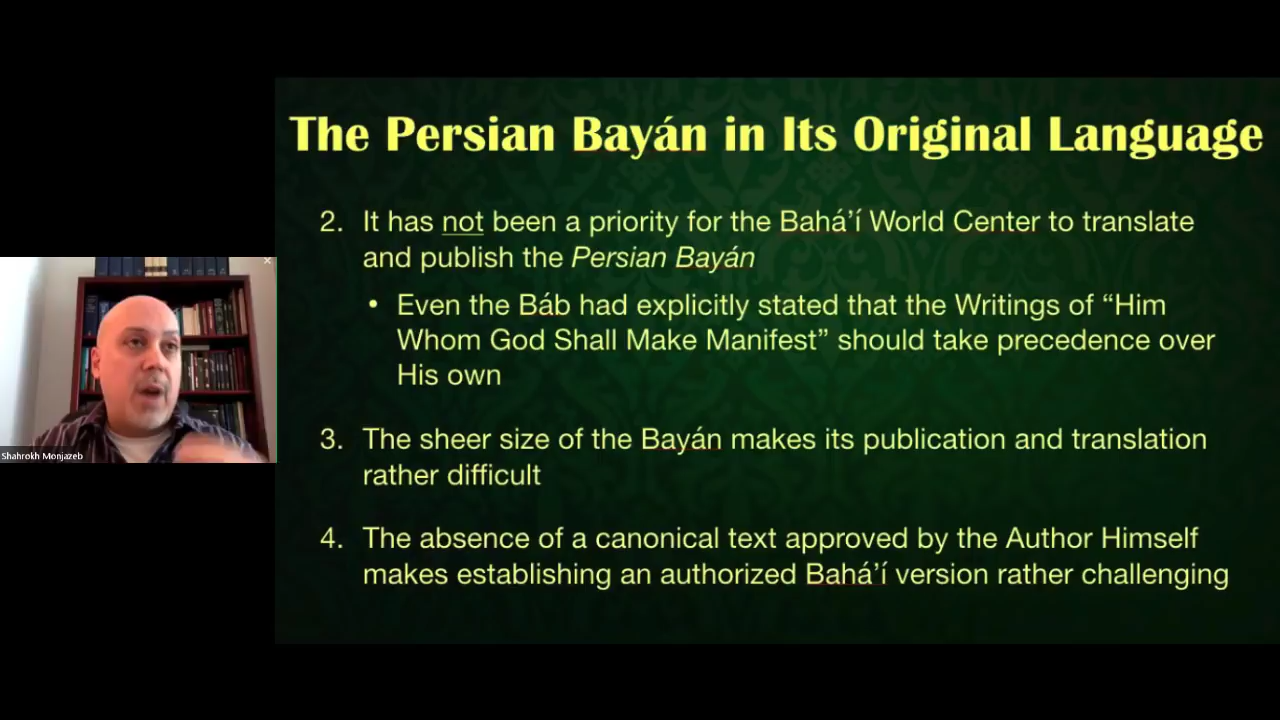 The Persian Bayán in Its Original Language
2. It has not been a priority for the Bahá’í World Center to translate
and publish the Persian Bayán
• Even the Báb had explicitly stated that the Writings of “Him
Whom God Shall Make Manifest” should take precedence over
His own
3. The sheer size of the Bayán makes its publication and translation
rather difficult
4. The absence of a canonical text approved by the Author Himself
makes establishing an authorized Bahá’í version rather challenging
Shahrokh Monjazeb